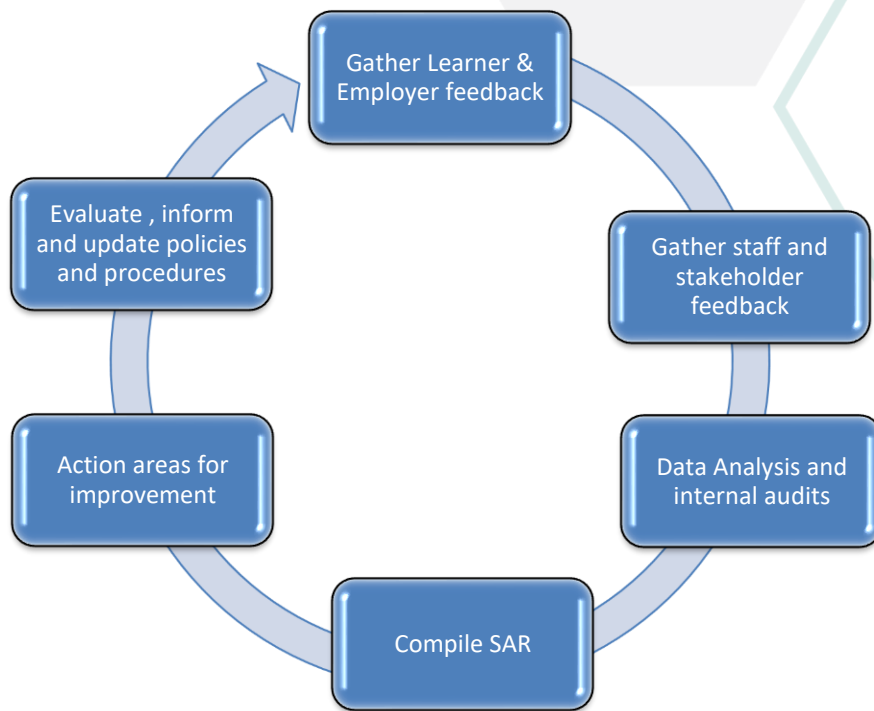 Gather Learner &
Employer feedback
Gather staff and
stakeholder
feedback
Data Analysis and
internal audits
Compile SAR
Action areas for
improvement
Evaluate , inform
and update policies
and procedures